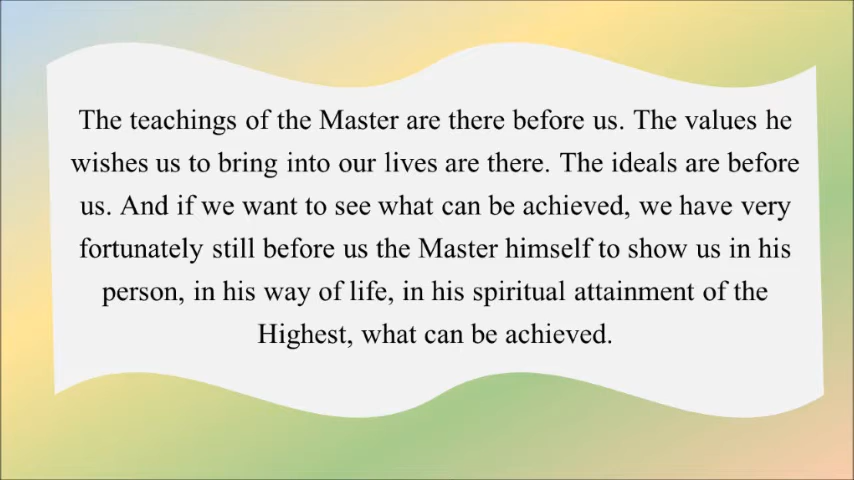 The teachings of the Master are there before us. The values he
wishes us to bring into our lives are there. The ideals are before
us. And if we want to see what can be achieved, we have very
fortunately still before us the Master himself to show us in his
person, in his way of life, in his spiritual attainment of the
Highest, what can be achieved.